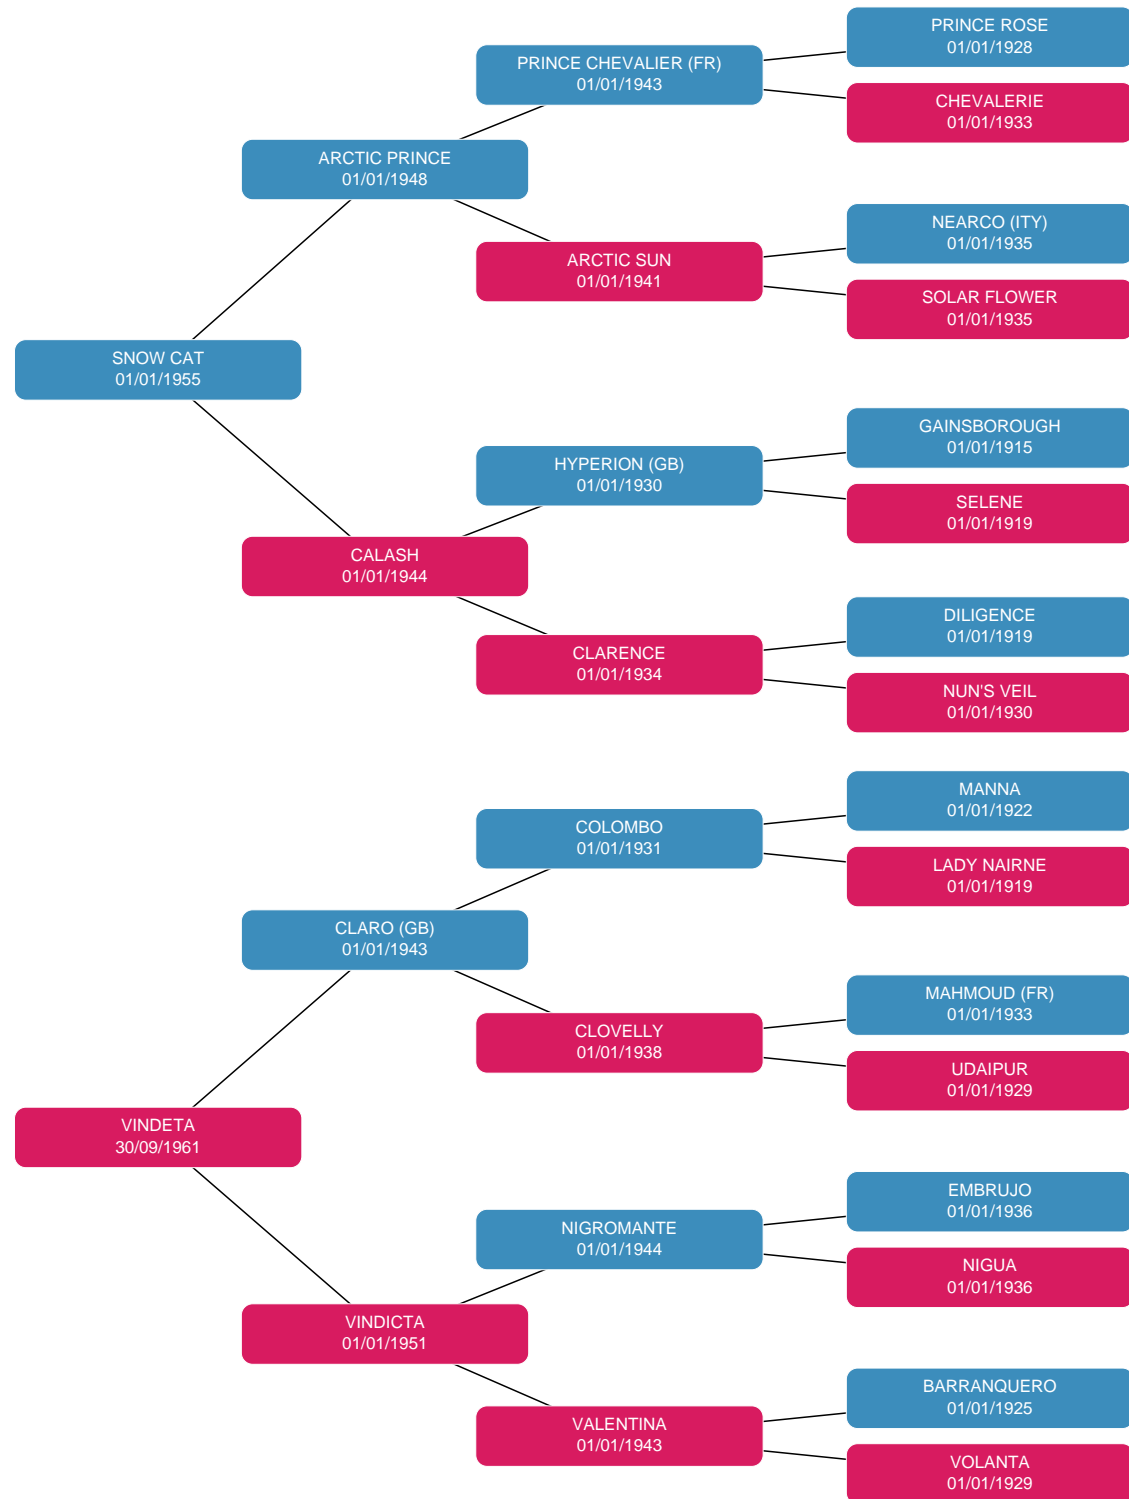 PRINCE ROSE
01/01/1928
PRINCE CHEVALIER (FR)
01/01/1943
CHEVALERIE
01/01/1933
ARCTIC PRINCE
01/01/1948
NEARCO (ITY)
01/01/1935
ARCTIC SUN
01/01/1941
SOLAR FLOWER
01/01/1935
SNOW CAT
01/01/1955
GAINSBOROUGH
01/01/1915
HYPERION (GB)
01/01/1930
SELENE
01/01/1919
CALASH
01/01/1944
DILIGENCE
01/01/1919
CLARENCE
01/01/1934
NUN'S VEIL
01/01/1930
MANNA
01/01/1922
COLOMBO
01/01/1931
LADY NAIRNE
01/01/1919
CLARO (GB)
01/01/1943
MAHMOUD (FR)
01/01/1933
CLOVELLY
01/01/1938
UDAIPUR
01/01/1929
VINDETA
30/09/1961
EMBRUJO
01/01/1936
NIGROMANTE
01/01/1944
NIGUA
01/01/1936
VINDICTA
01/01/1951
BARRANQUERO
01/01/1925
VALENTINA
01/01/1943
VOLANTA
01/01/1929